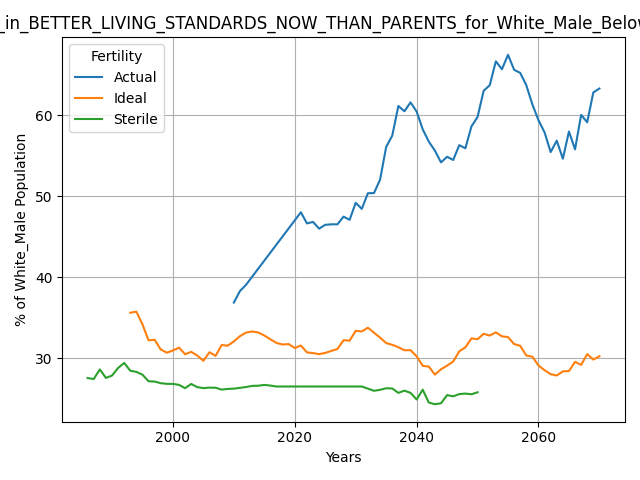 _in_BETTER_LIVING_STANDARDS_NOW_THAN_PARENTS_for_White_Male_Below
Fertility
Actual
Ideal
Sterile
% of White_Male Population
60
50
40
30
2000 2020 2040 2060
Years